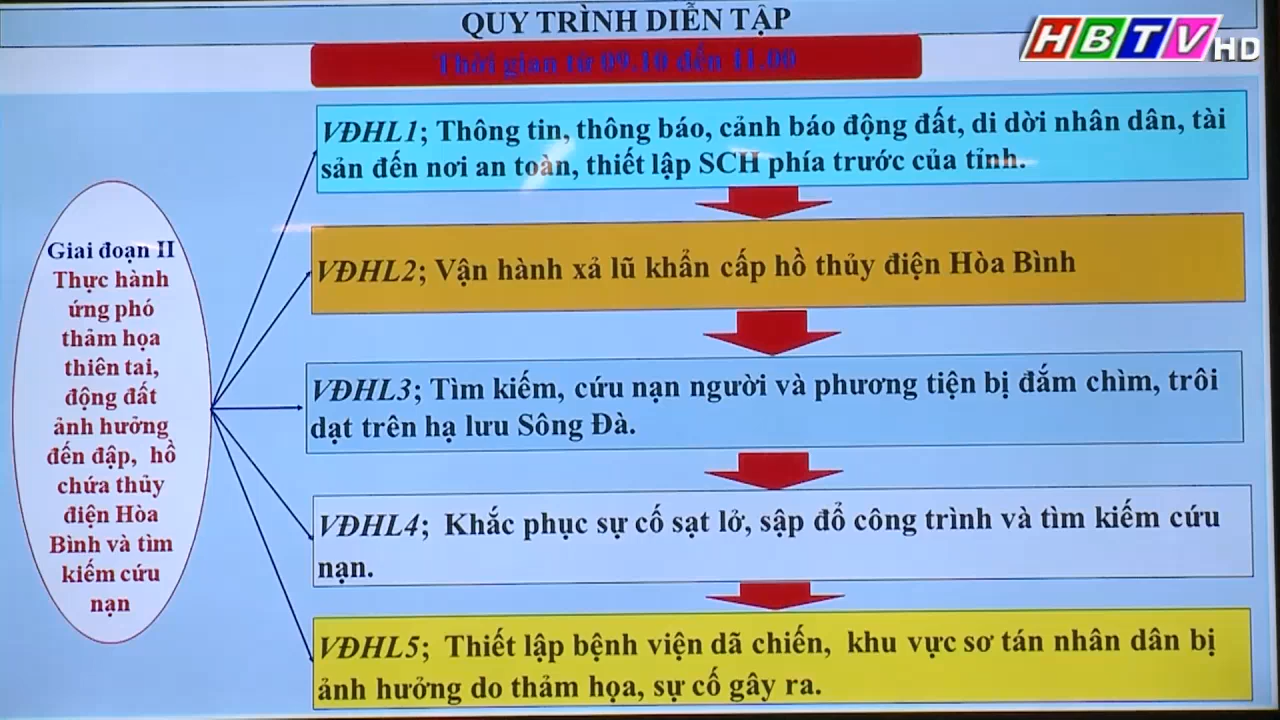 QUY TRÌNH DIỄN TẬP
HBTV HD
Thời gian từ 09.10 đến 11.00
VĐHL1; Thông tin, thông báo, cảnh báo động đất, di dời nhân dân, tài
sản đến nơi an toàn, thiết lập SCH phía trước của tỉnh.
VĐHL2; Vận hành xả lũ khẩn cấp hồ thủy điện Hòa Bình
Giai đoạn II
Thực hành
ứng phó
thảm họa
thiên tai,
động đất
ảnh hưởng
đến đập, hồ
chứa thủy
điện Hòa
Bình và tìm
kiếm cứu
nạn
VĐHL3; Tìm kiếm, cứu nạn người và phương tiện bị đắm chìm, trôi
dạt trên hạ lưu Sông Đà.
VĐHL4; Khắc phục sự cố sạt lở, sập đổ công trình và tìm kiếm cứu
nạn.
VĐHL5; Thiết lập bệnh viện dã chiến, khu vực sơ tán nhân dân bị
ảnh hưởng do thảm họa, sự cố gây ra.